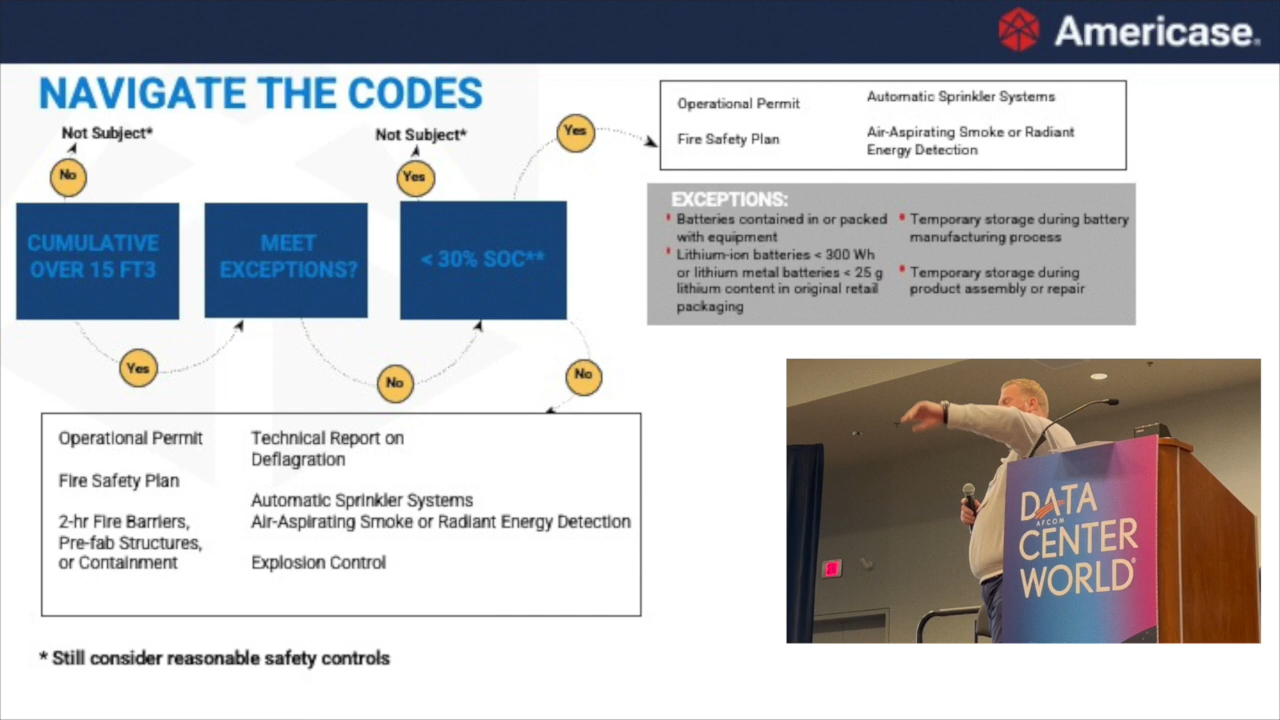 Americase.
NAVIGATE THE CODES
Not Subject*
No
CUMULATIVE
OVER 15 FT3
Yes
MEET
EXCEPTIONS?
No
Not Subject*
Yes
< 30% SOC**
Yes
No
Operational Permit
Fire Safety Plan
Automatic Sprinkler Systems
Air-Aspirating Smoke or Radiant
Energy Detection
EXCEPTIONS:
* Batteries contained in or packed
with equipment
* Lithium-ion batteries < 300 Wh
or lithium metal batteries < 25 g
lithium content in original retail
packaging
* Temporary storage during battery
manufacturing process
* Temporary storage during
product assembly or repair
Operational Permit
Fire Safety Plan
2-hr Fire Barriers,
Pre-fab Structures,
or Containment
Technical Report on
Deflagration
Automatic Sprinkler Systems
Air-Aspirating Smoke or Radiant Energy Detection
Explosion Control
DATA
AFCOM
CENTER
WORLD
* Still consider reasonable safety controls